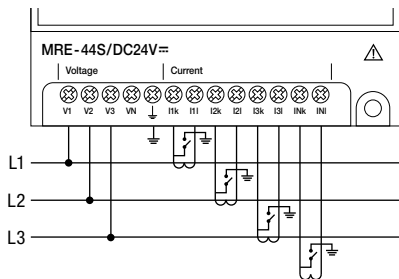 MRE-44S/DC24V⎓
Voltage Current
V1 V2 V3 VN I1k I1l I2k I2l I3k I3l INk INl
L1
L2
L3